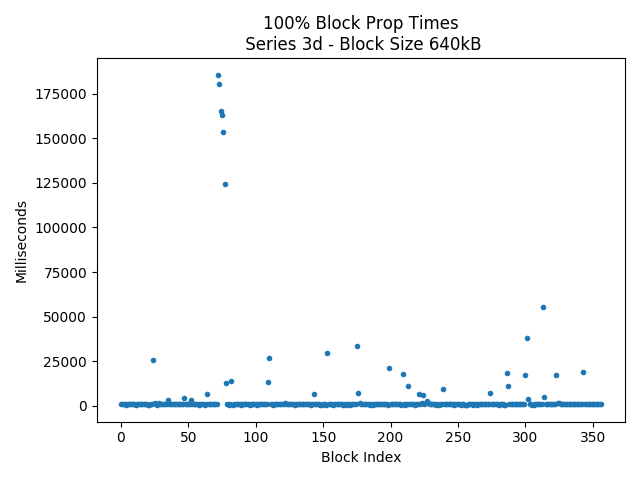 100% Block Prop Times
Series 3d - Block Size 640kB
175000
150000
125000
100000
75000
50000
25000
0
Milliseconds
0 50 100 150 200 250 300 350
Block Index